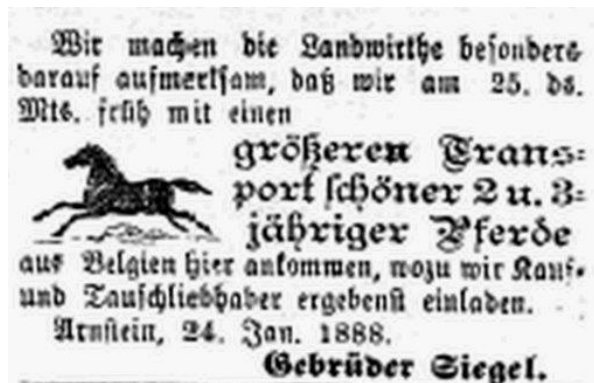 Wir machen die Landwirthe besonders
darauf aufmerksam, daß wir am 25. ds.
Mts. früh mit einen
größeren Trans-
port schöner 2 u. 3-
jähriger Pferde
aus Belgien hier ankommen, wozu wir Kauf-
und Tauschliebhaber ergebenst einladen.
Arnstein, 24. Jan. 1888.
Gebrüder Siegel.